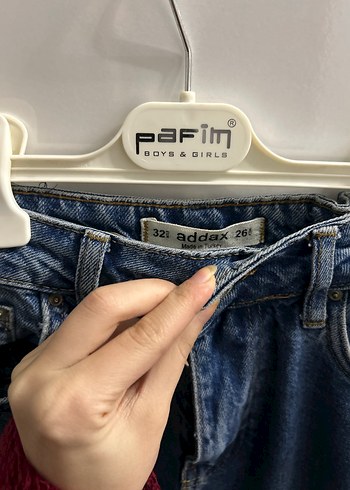 pafim®
BOYS & GIRLS
32 addax 26